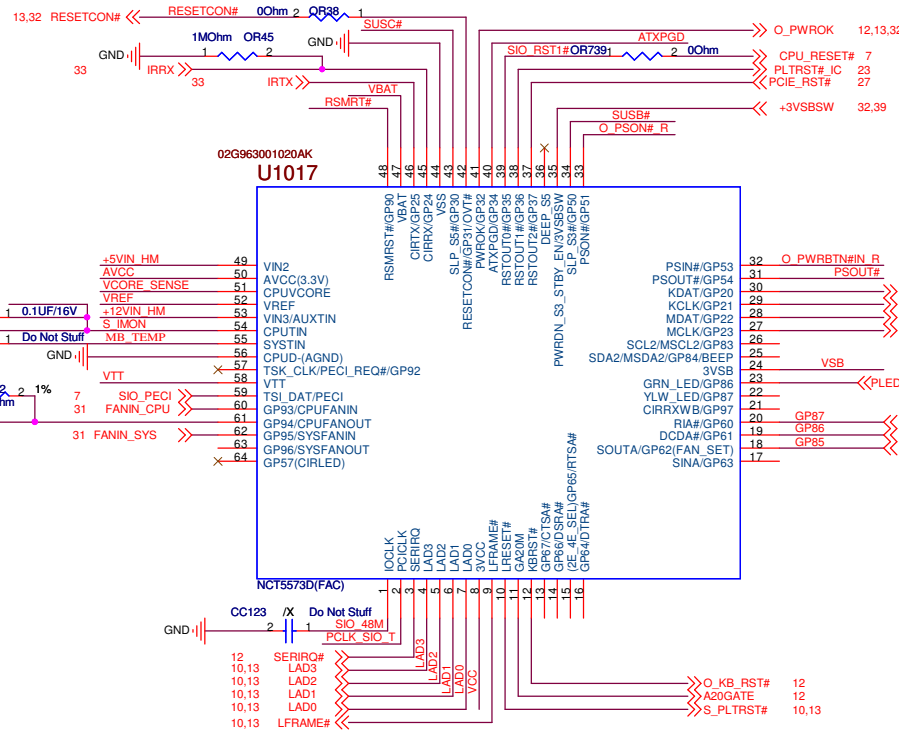 13,32 RESETCON# RESETCON# 0Ohm 2 OR38 1
SUSC#
O_PWROK 12,13,32
1MOhm OR45
GND 1 2
GND
ATXPGD
SIO_RST1# OR739 1 2 0Ohm
CPU_RESET# 7
33 IRRX
PLTRST#_IC 23
33 IRTX
PCIE_RST# 27
VBAT
RSMRT#
+3VSBSW 32,39
SUSB#
O_PSON#_R
02G963001020AK
U1017
48 47 46 45 44 43 42 41 40 39 38 37 36 35 34 33
RSMRST#/GP90
VBAT
CIRTX/GP25
CIRRX/GP24
VSS
SLP_S5#/GP30
RESETCON#/GP31/OVT#
PWROK/GP32
ATXPGD/GP34
RSTOUT0#/GP35
RSTOUT1#/GP36
RSTOUT2#/GP37
DEEP_S5
PWRDN_S3_STBY_EN/3VSBSW
SLP_S3#/GP50
PSON#/GP51
+5VIN_HM 49 VIN2
AVCC 50 AVCC(3.3V)
VCORE_SENSE 51 CPUVCORE
VREF 52 VREF
1 0.1UF/16V
+12VIN_HM 53 VIN3/AUXTIN
S_IMON 54 CPUTIN
1 Do Not Stuff MB_TEMP 55 SYSTIN
GND 56 CPUD-(AGND)
57 TSK_CLK/PECI_REQ#/GP92
VTT 58 VTT
2 2 1%
hm
7 SIO_PECI 59 TSI_DAT/PECI
31 FANIN_CPU 60 GP93/CPUFANIN
61 GP94/CPUFANOUT
31 FANIN_SYS 62 GP95/SYSFANIN
63 GP96/SYSFANOUT
64 GP57(CIRLED)
PSIN#/GP53 32 O_PWRBTN#IN_R
PSOUT#/GP54 31 PSOUT#
KDAT/GP20 30
KCLK/GP21 29
MDAT/GP22 28
MCLK/GP23 27
SCL2/MSCL2/GP83 26
SDA2/MSDA2/GP84/BEEP 25
3VSB 24 VSB
GRN_LED/GP86 23 PLED
YLW_LED/GP87 22
CIRRXWB/GP97 21
RIA#/GP60 20 GP87
DCDA#/GP61 19 GP86
SOUTA/GP62(FAN_SET) 18 GP85
SINA/GP63 17
IOCLK
PCICLK
SERIRQ
LAD3
LAD2
LAD1
LAD0
3VCC
LFRAME#
LRESET#
GA20M
KBRST#
GP67/CTSA#
GP66/DSRA#
(2E_4E_SEL)GP65/RTSA#
GP64/DTRA#
NCT5573D(FAC)
1 2 3 4 5 6 7 8 9 10 11 12 13 14 15 16
CC123 /X Do Not Stuff
GND 2 1 SIO_48M
PCLK_SIO_T
LAD3
LAD2
LAD1
LAD0
VCC
12 SERIRQ#
10,13 LAD3
10,13 LAD2
10,13 LAD1
10,13 LAD0
10,13 LFRAME#
O_KB_RST# 12
A20GATE 12
S_PLTRST# 10,13